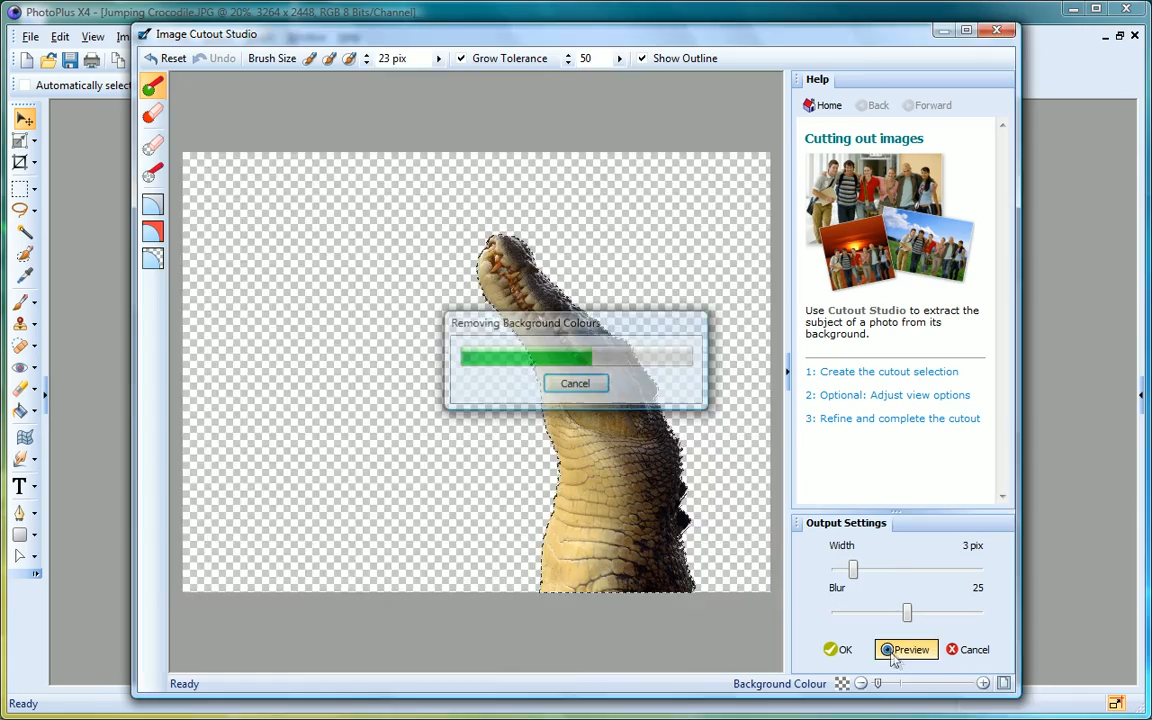 PhotoPlus X4 - [Jumping Crocodile.JPG @ 20%, 3264 x 2448, RGB 8 Bits/Channel]
File Edit View Im
Automatically selec
Image Cutout Studio
Reset Undo Brush Size 23 pix Grow Tolerance 50 Show Outline
Help
Home Back Forward
Cutting out images
Use Cutout Studio to extract the
subject of a photo from its
background.
1: Create the cutout selection
2: Optional: Adjust view options
3: Refine and complete the cutout
Removing Background Colours
Cancel
Output Settings
Width 3 pix
Blur 25
OK Preview Cancel
Ready Background Colour
Ready